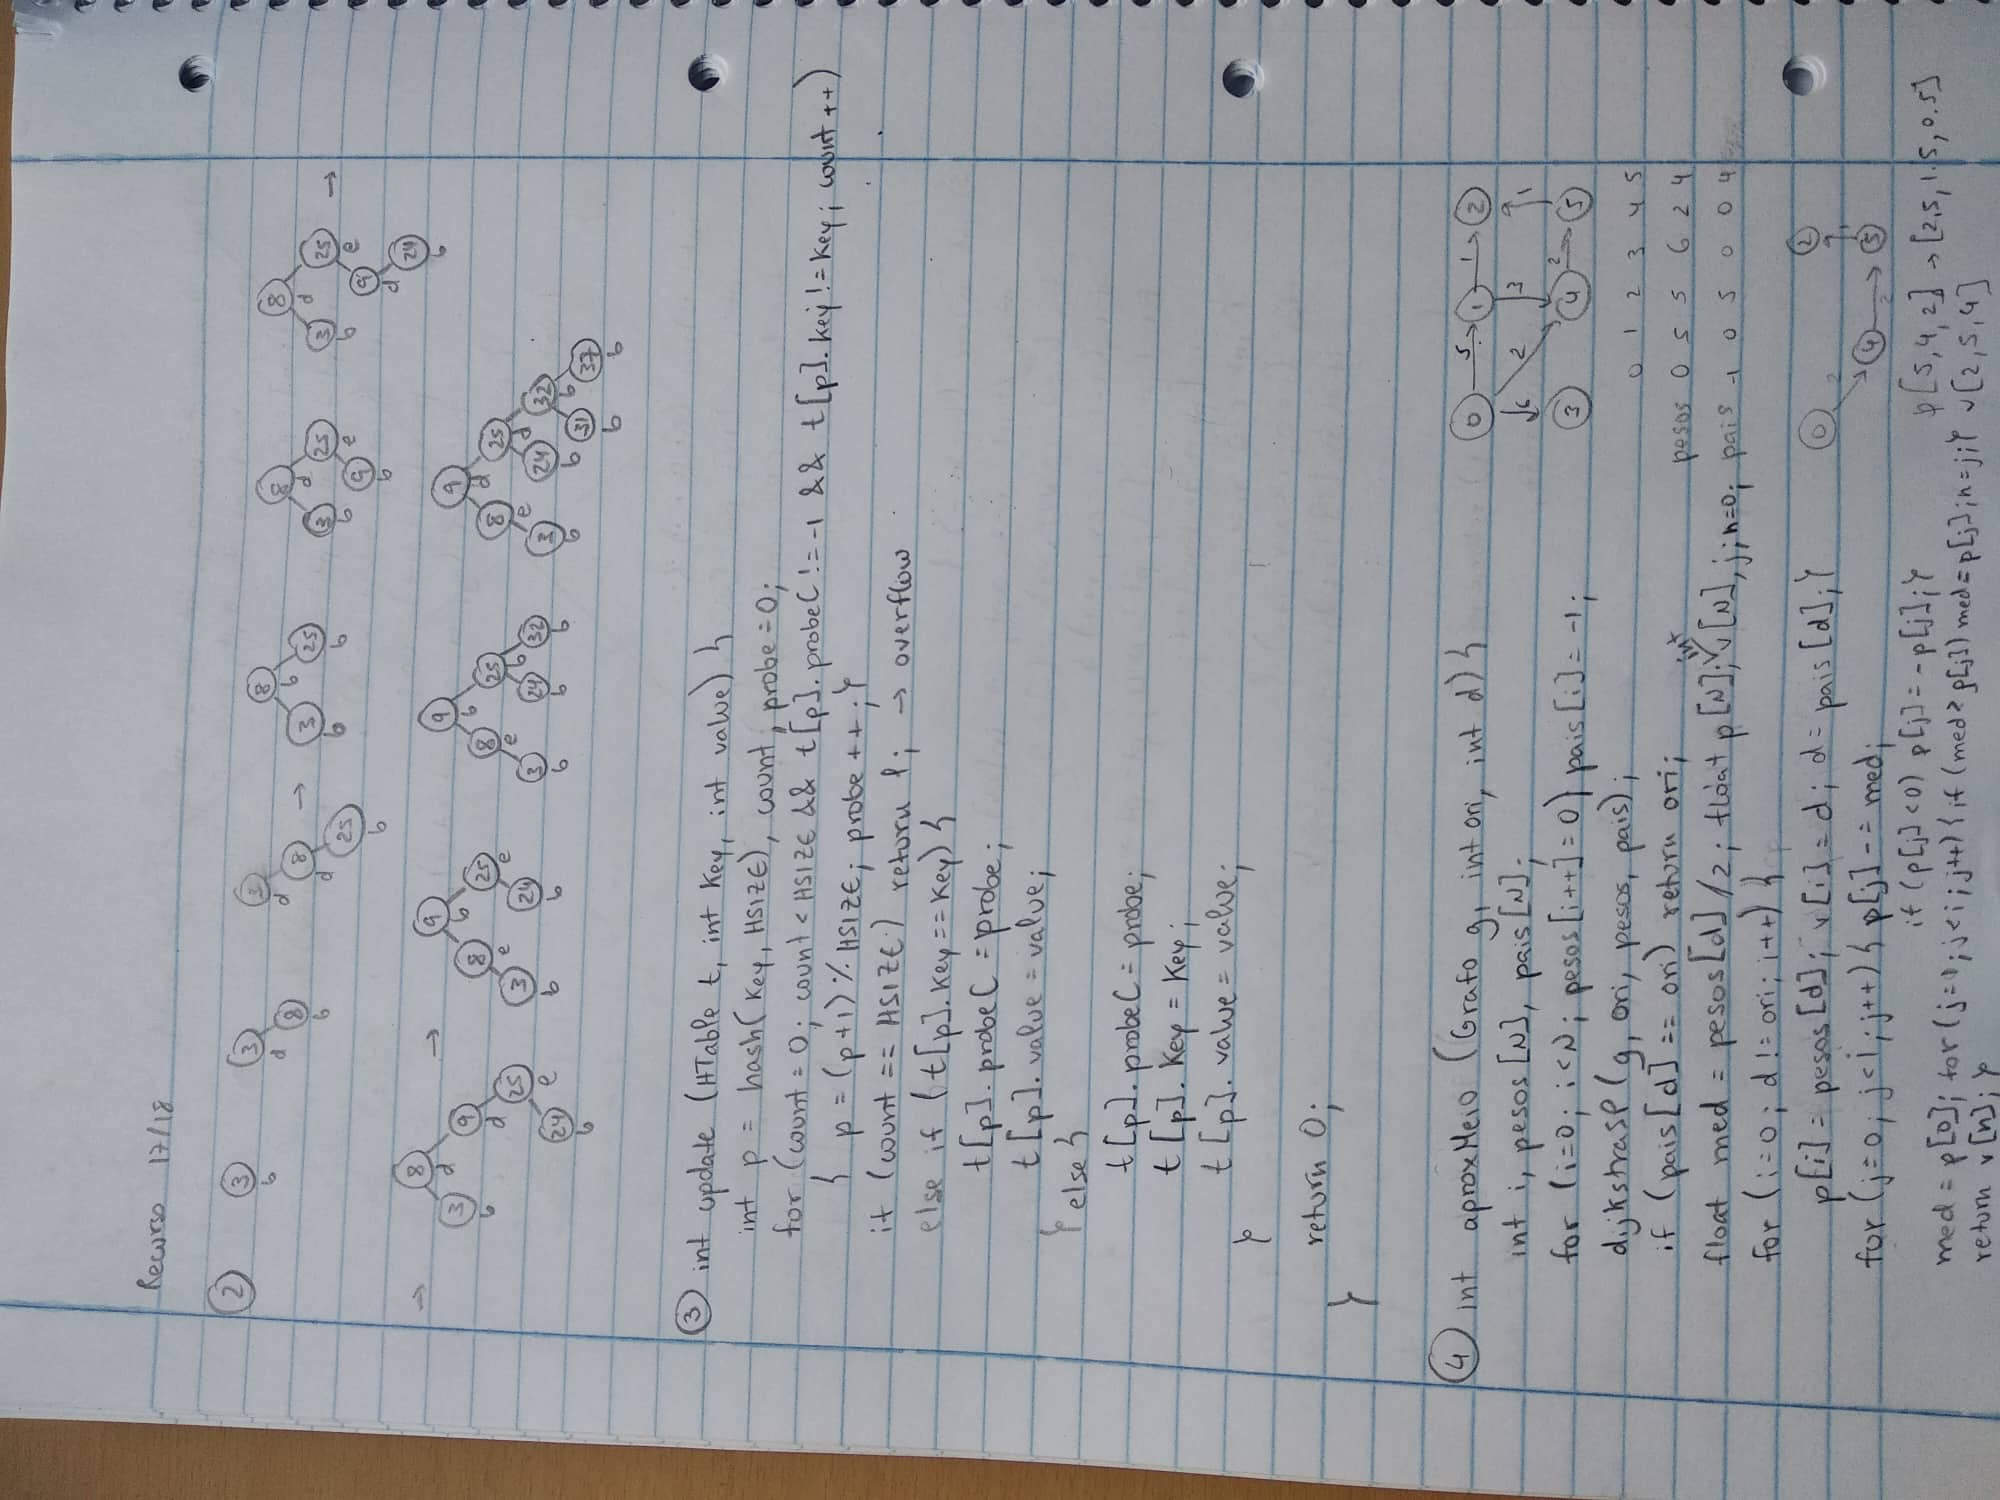 Recurso 17/18
②
3 b
3 d 8 b
3 d 8 d 25 b →
8 b 3 b 25 b
8 d 3 b 25 e 9 b
8 d 3 b 25 e 9 d 24 b →
→ 8 d 3 b 9 d 25 e 24 b →
9 b 8 e 3 b 25 e 24 b
9 b 8 e 3 b 25 b 24 b 32 b
9 d 8 e 3 b 25 d 24 b 32 b 31 b 37 b
③ int update (HTable t, int key, int value) {
int p = hash(key, HSIZE), count, probe=0;
for (count = 0; count < HSIZE && t[p].probeC != -1 && t[p].key != key; count++)
{ p = (p+1) % HSIZE; probe++; }
if (count == HSIZE) return 1; → overflow
else if (t[p].key == key) {
t[p].probeC = probe;
t[p].value = value;
} else {
t[p].probeC = probe;
t[p].key = key;
t[p].value = value;
}
return 0;
}
④ int aproxMeio (Grafo g, int ori, int d) {
int i, pesos[N], pais[N];
for (i=0; i<N; pesos[i++]=0) pais[i]=-1;
dijkstraSP(g, ori, pesos, pais);
if (pais[d] == ori) return ori;
float med = pesos[d]/2; float p[N]; int v[N], j, n=0;
for (i=0; d != ori; i++) {
p[i] = pesos[d]; v[i] = d; d = pais[d]; }
for (j=0; j<i; j++) { p[j] -= med;
if (p[j]<0) p[j] = -p[j]; }
med = p[0]; for (j=1; j<i; j++) { if (med > p[j]) med = p[j]; n=j; }
return v[n]; }
0 5 1 1 2
6 2 3 1
3 4 2 5
0 1 2 3 4 5
pesos 0 5 5 6 2 4
pais -1 0 5 0 0 4
0 2 4 2 5 1 2
p[5,4,2] → [2.5, 1.5, 0.5]
v[2,5,4]